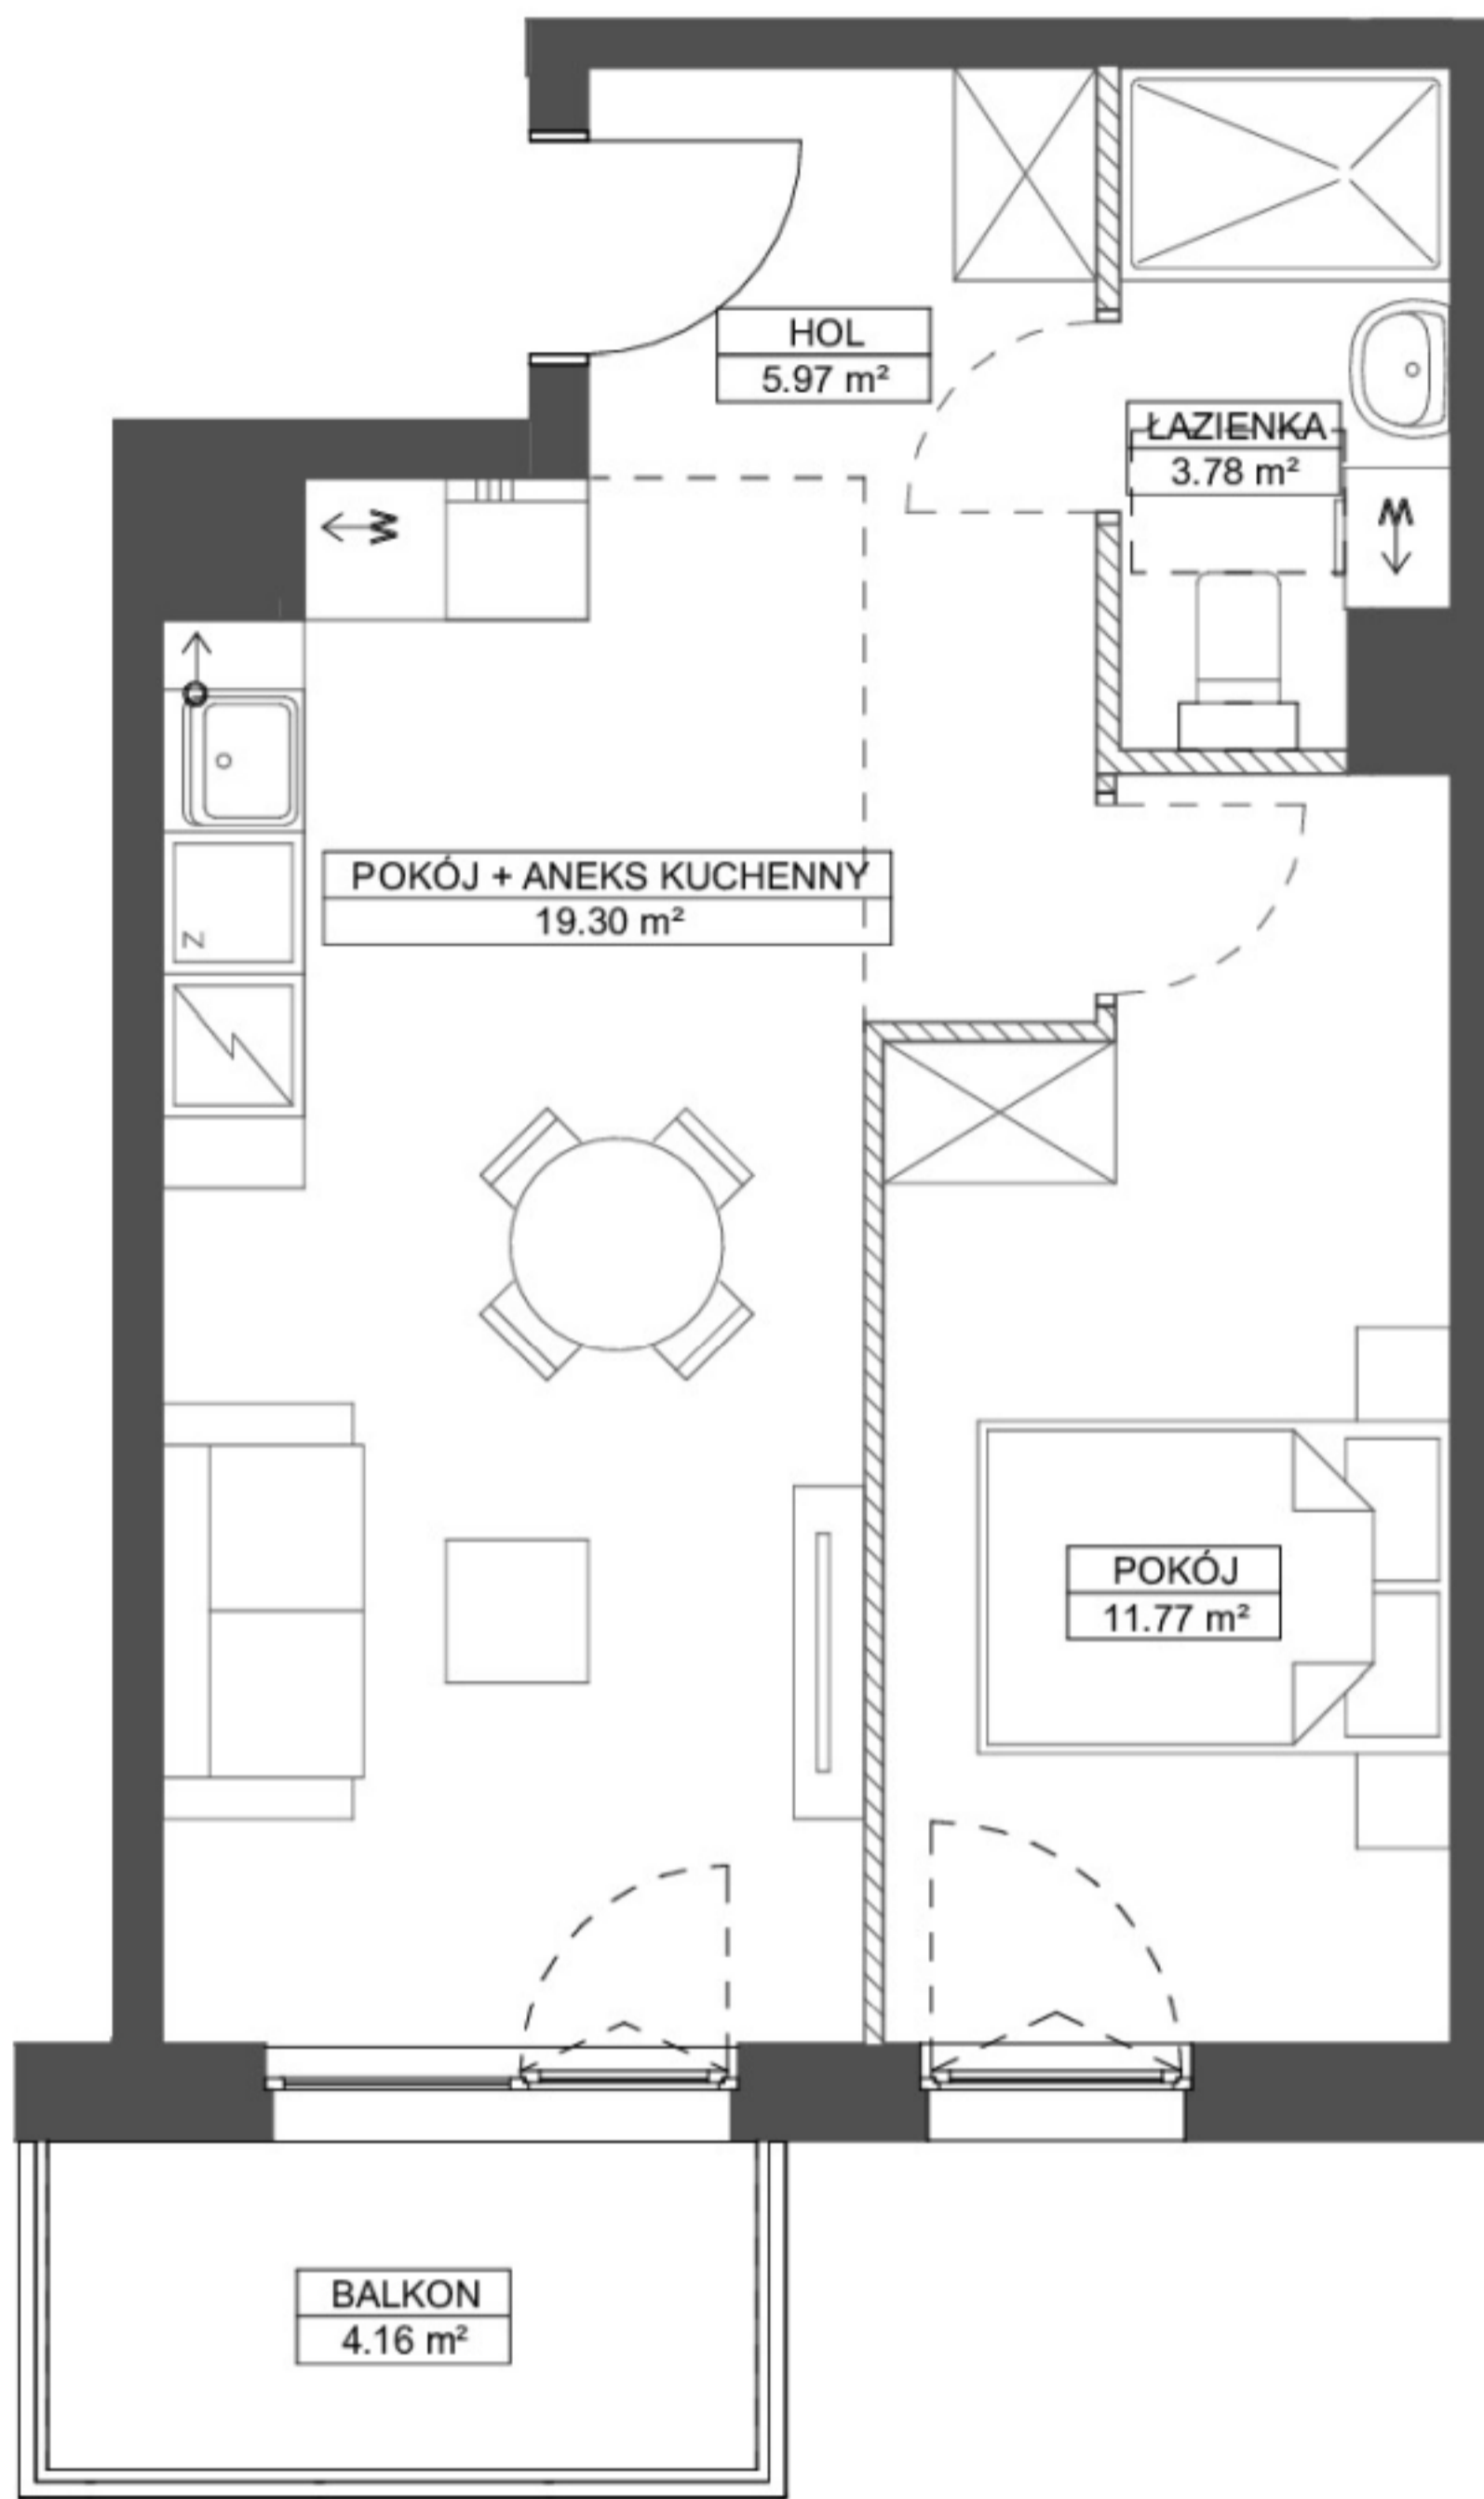 HOL
5.97 m²
ŁAZIENKA
3.78 m²
W
W
POKÓJ + ANEKS KUCHENNY
19.30 m²
Z
POKÓJ
11.77 m²
BALKON
4.16 m²